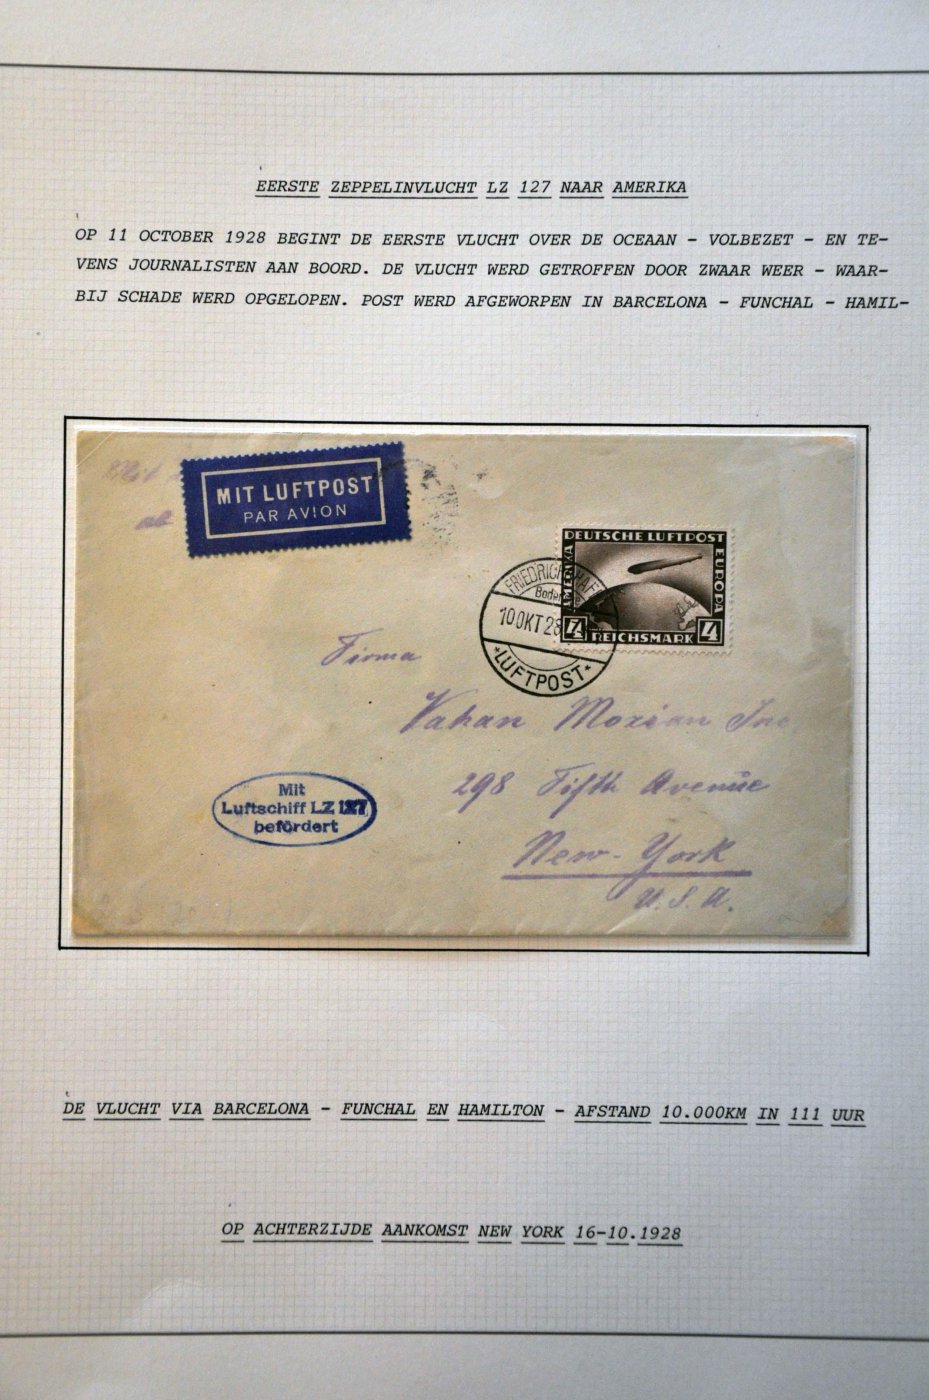 EERSTE ZEPPELINVLUCHT LZ 127 NAAR AMERIKA
OP 11 OCTOBER 1928 BEGINT DE EERSTE VLUCHT OVER DE OCEAAN - VOLBEZET - EN TE-
VENS JOURNALISTEN AAN BOORD. DE VLUCHT WERD GETROFFEN DOOR ZWAAR WEER - WAAR-
BIJ SCHADE WERD OPGELOPEN. POST WERD AFGEWORPEN IN BARCELONA - FUNCHAL - HAMIL-
MIT LUFTPOST
PAR AVION
DEUTSCHE LUFTPOST
AMERIKA
EUROPA
4 REICHSMARK 4
FRIEDRICHSHAFEN
10 OKT 28
*LUFTPOST*
Firma
Vahan Mozian Inc
298 Fifth Avenue
New-York
U.S.A.
Mit
Luftschiff LZ 127
befördert
DE VLUCHT VIA BARCELONA - FUNCHAL EN HAMILTON - AFSTAND 10.000KM IN 111 UUR
OP ACHTERZIJDE AANKOMST NEW YORK 16-10.1928